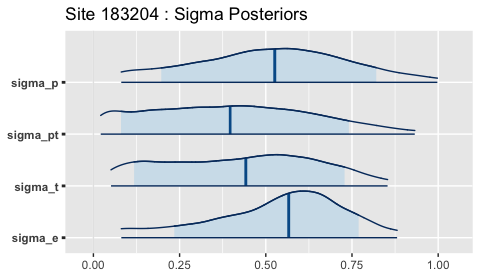 Site 183204 : Sigma Posteriors
sigma_p
sigma_pt
sigma_t
sigma_e
0.00 0.25 0.50 0.75 1.00